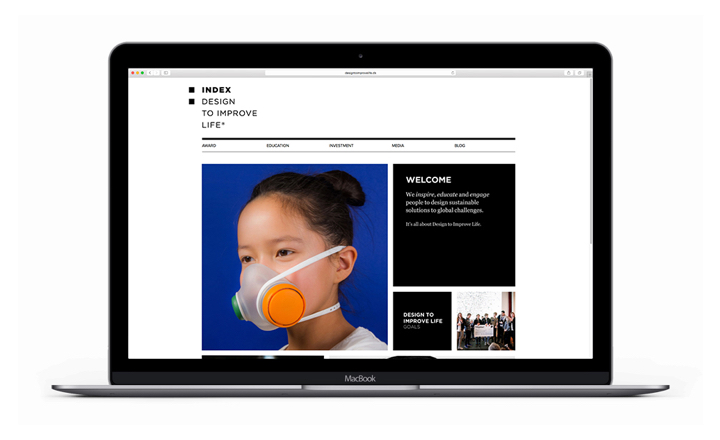 designtoimprovelife.dk
INDEX
DESIGN
TO IMPROVE
LIFE®
AWARD
EDUCATION
INVESTMENT
MEDIA
BLOG
WELCOME
We inspire, educate and engage
people to design sustainable
solutions to global challenges.
It's all about Design to Improve Life.
DESIGN TO
IMPROVE LIFE
GOALS
MacBook